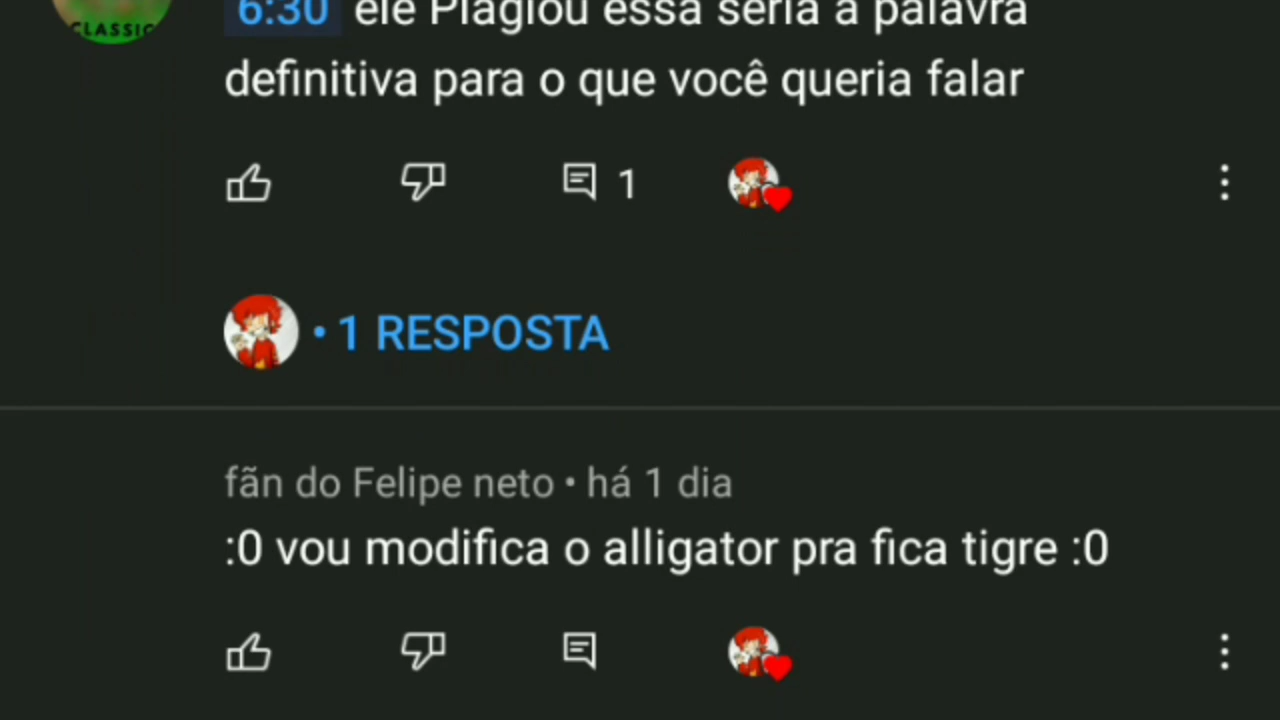 CLASSIC
6:30 ele Plagiou essa seria a palavra
definitiva para o que você queria falar
1
• 1 RESPOSTA
fãn do Felipe neto • há 1 dia
:0 vou modifica o alligator pra fica tigre :0